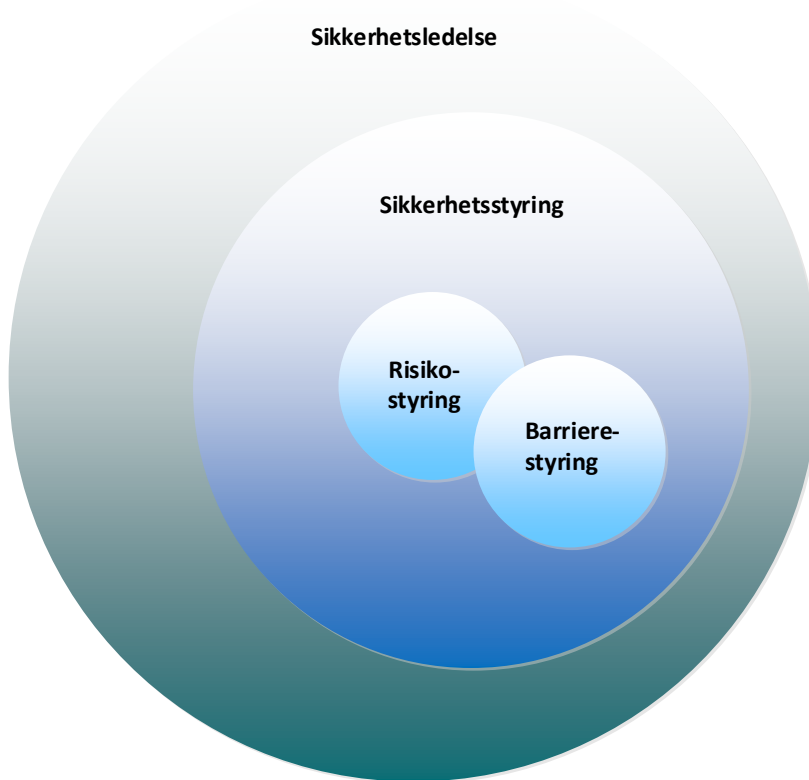 Sikkerhetsledelse
Sikkerhetsstyring
Risiko-
styring
Barriere-
styring